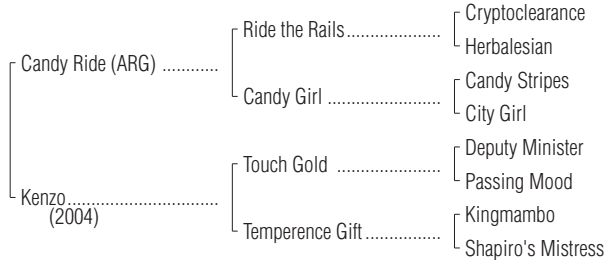 Cryptoclearance
Ride the Rails....................
Herbalesian
Candy Ride (ARG) ............
Candy Stripes
Candy Girl ........................
City Girl
Deputy Minister
Touch Gold ......................
Passing Mood
Kenzo................................
(2004)
Kingmambo
Temperence Gift................
Shapiro's Mistress